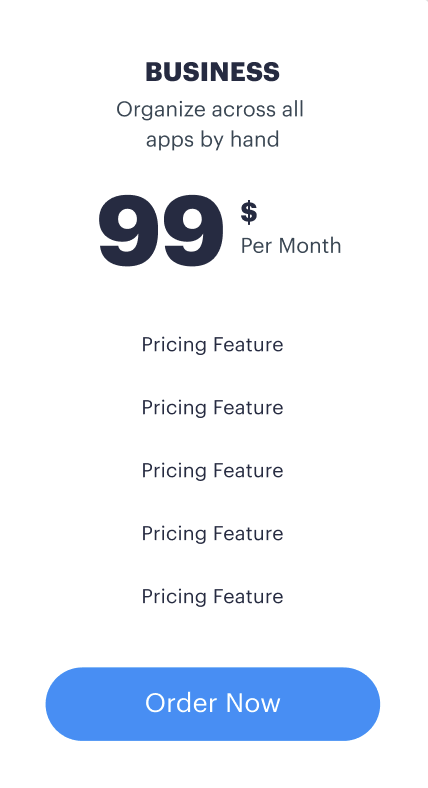 BUSINESS
Organize across all
apps by hand
99 $
Per Month
Pricing Feature
Pricing Feature
Pricing Feature
Pricing Feature
Pricing Feature
Order Now